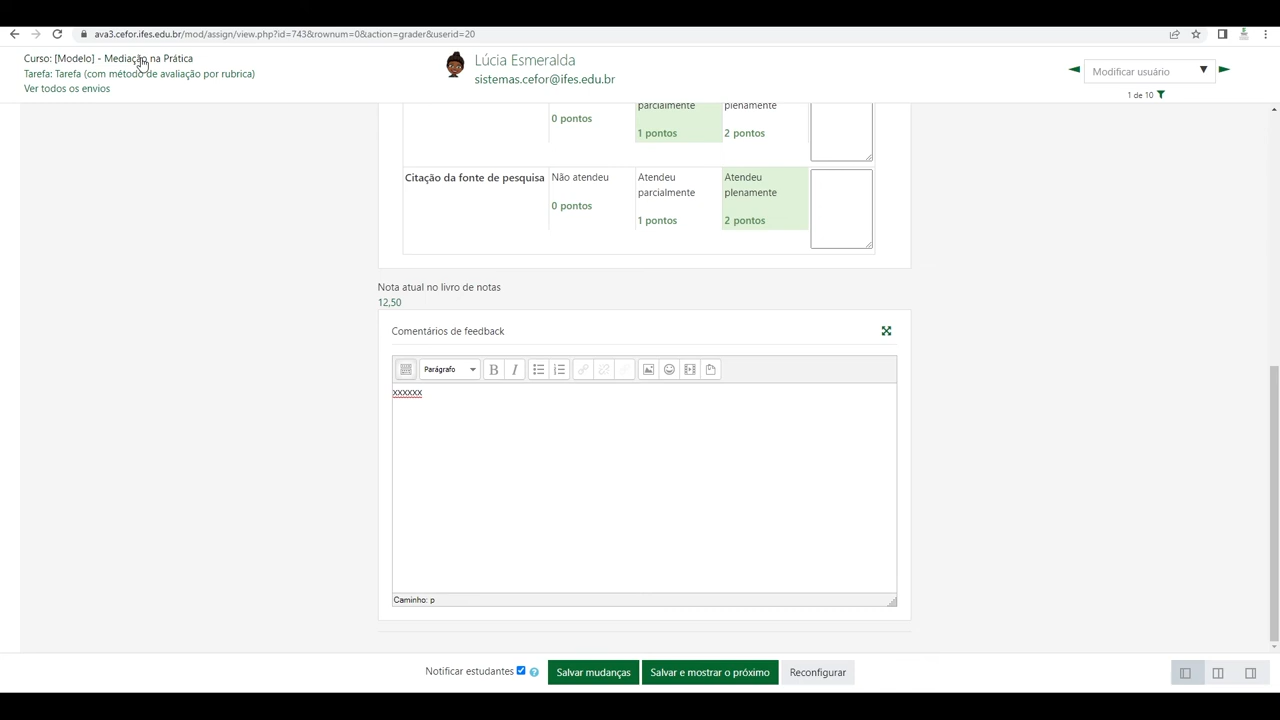 ava3.cefor.ifes.edu.br/mod/assign/view.php?id=743&rownum=0&action=grader&userid=20
Curso: [Modelo] - Mediação na Prática
Tarefa: Tarefa (com método de avaliação por rubrica)
Ver todos os envios
Lúcia Esmeralda
sistemas.cefor@ifes.edu.br
Modificar usuário
1 de 10
parcialmente
plenamente
0 pontos
1 pontos
2 pontos
Citação da fonte de pesquisa
Não atendeu
0 pontos
Atendeu
parcialmente
1 pontos
Atendeu
plenamente
2 pontos
Nota atual no livro de notas
12,50
Comentários de feedback
Parágrafo
B
I
xxxxxx
Caminho: p
Notificar estudantes
Salvar mudanças
Salvar e mostrar o próximo
Reconfigurar